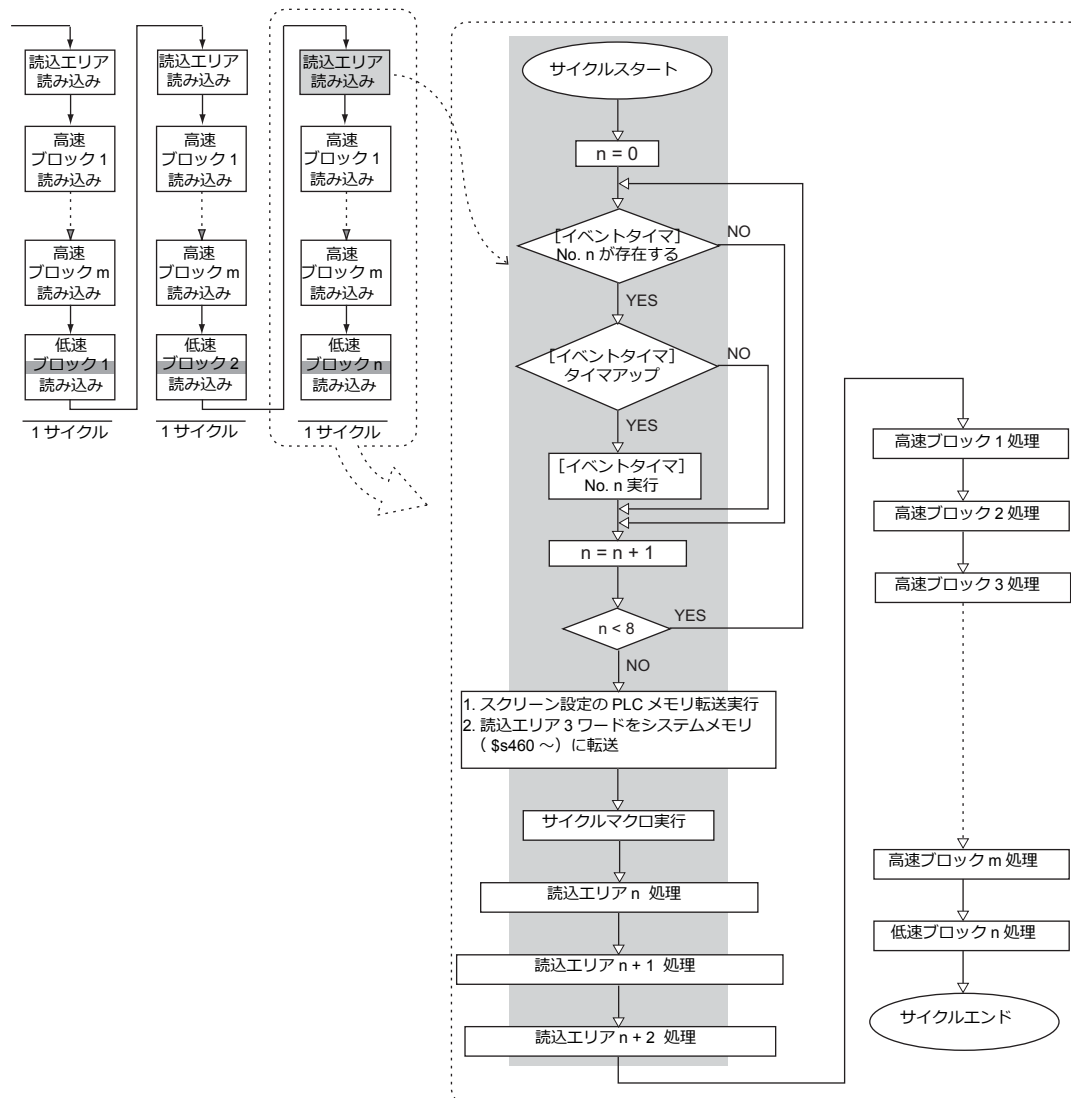 読込エリア
読み込み
高速
ブロック 1
読み込み
高速
ブロック m
読み込み
低速
ブロック 1
読み込み
1 サイクル
読込エリア
読み込み
高速
ブロック 1
読み込み
高速
ブロック m
読み込み
低速
ブロック 2
読み込み
1 サイクル
読込エリア
読み込み
高速
ブロック 1
読み込み
高速
ブロック m
読み込み
低速
ブロック n
読み込み
1 サイクル
サイクルスタート
n = 0
[イベントタイマ]
No. n が存在する
NO
YES
[イベントタイマ]
タイマアップ
NO
YES
[イベントタイマ]
No. n 実行
n = n + 1
n < 8
YES
NO
1. スクリーン設定の PLC メモリ転送実行
2. 読込エリア 3 ワードをシステムメモリ
( $s460 ~) に転送
サイクルマクロ実行
読込エリア n 処理
読込エリア n + 1 処理
読込エリア n + 2 処理
高速ブロック 1 処理
高速ブロック 2 処理
高速ブロック 3 処理
高速ブロック m 処理
低速ブロック n 処理
サイクルエンド